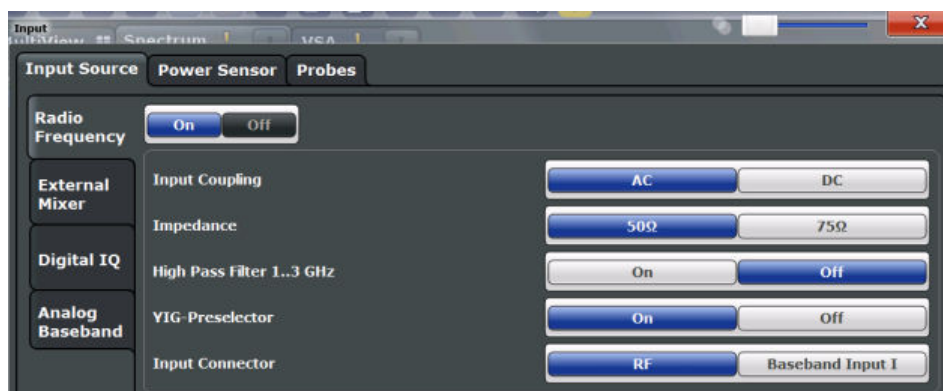 Input
MultiView Spectrum ! VSA !
X
Input Source Power Sensor Probes
Radio Frequency
On Off
External Mixer
Digital IQ
Analog Baseband
Input Coupling AC DC
Impedance 50Ω 75Ω
High Pass Filter 1..3 GHz On Off
YIG-Preselector On Off
Input Connector RF Baseband Input I